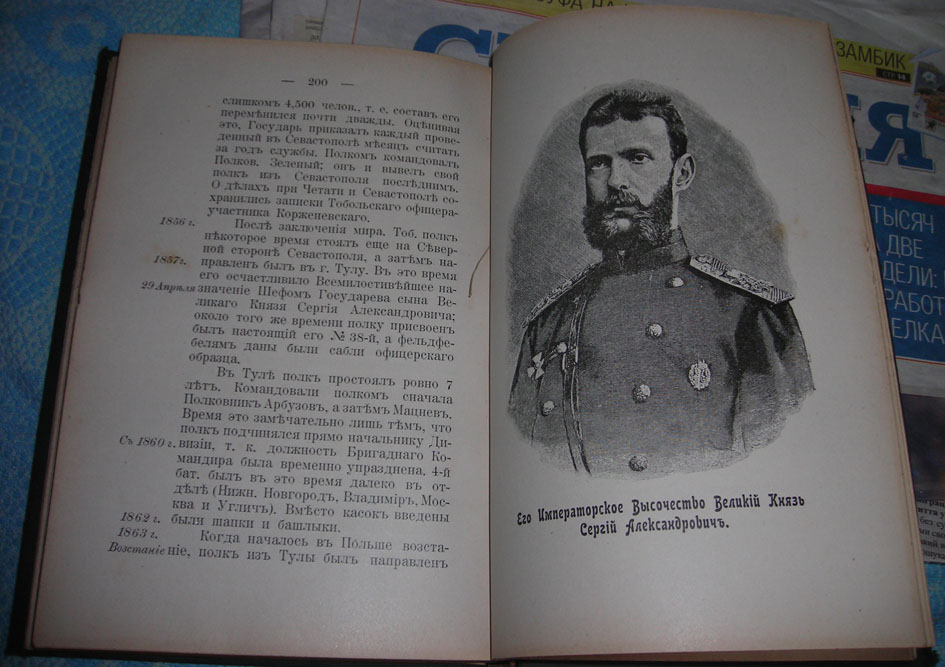 — 200 —
слишкомъ 4,500 челов., т. е. составъ его
перемѣнился почти дважды. Оцѣнивая
это, Государь приказалъ каждый прове-
денный въ Севастополѣ мѣсяцъ считать
за годъ службы. Полкомъ командовалъ
Полков. Зеленый; онъ и вывелъ свой
полкъ изъ Севастополя послѣднимъ.
О дѣлахъ при Четати и Севастополѣ со-
хранились записки Тобольскаго офицера-
участника Корженевскаго.
1856 г.
Послѣ заключенія мира. Тоб. полкъ
нѣкоторое время стоялъ еще на Сѣвер-
ной сторонѣ Севастополя, а затѣмъ на-
1857г.
правленъ былъ въ г. Тулу. Въ это время
его осчастливило Всемилостивѣйшее на-
29 Апрѣля
значеніе Шефомъ Государева сына Ве-
ликаго Князя Сергія Александровича;
около того же времени полку присвоенъ
былъ настоящій его № 38-й, а фельдфе-
белямъ даны были сабли офицерскаго
образца.
Въ Тулѣ полкъ простоялъ ровно 7
лѣтъ. Командовали полкомъ сначала
Полковникъ Арбузовъ, а затѣмъ Мацневъ.
Время это замѣчательно лишь тѣмъ, что
полкъ подчинялся прямо начальнику Ди-
Съ 1860 г.
визіи, т. к. должность Бригаднаго Ко-
мандира была временно упразднена. 4-й
бат. былъ въ это время далеко въ от-
дѣлѣ (Нижн. Новгородъ, Владиміръ, Мос-
ква и Угличъ). Вмѣсто касокъ введены
1862 г.
были шапки и башлыки.
1863 г.
Когда началось въ Польшѣ возста-
Возстаніе
ніе, полкъ изъ Тулы былъ направленъ
Его Императорское Высочество Великій Князь
Сергій Александровичъ.
ЗАМБИК
СТР 14
ТЫСЯЧ
А ДВЕ
ДЕЛИ:
РАБОТ
ЕЛКА